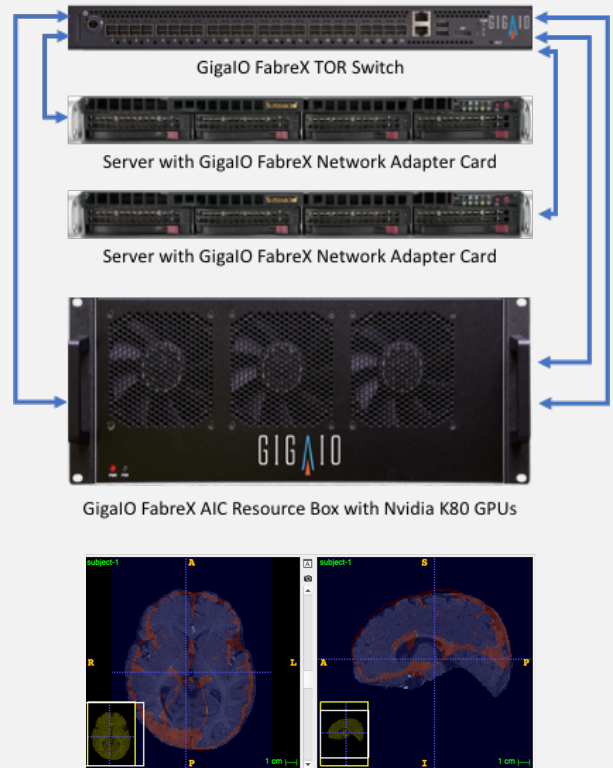 GIGAIO
GigaIO FabreX TOR Switch
Server with GigaIO FabreX Network Adapter Card
Server with GigaIO FabreX Network Adapter Card
GIGAIO
GigaIO FabreX AIC Resource Box with Nvidia K80 GPUs
subject-1
A
A
subject-1
S
R
L
A
P
P
1 cm
I
1 cm